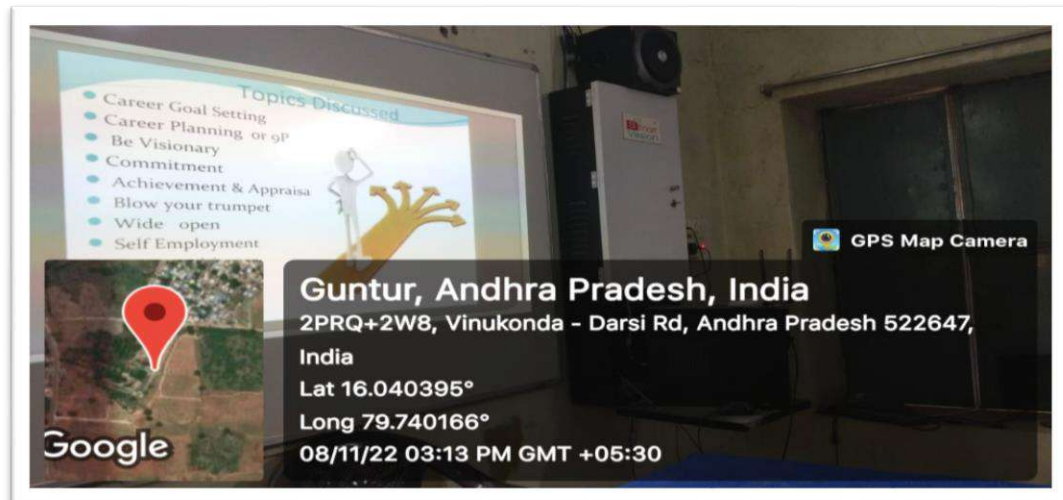 Topics Discussed
Career Goal Setting
Career Planning or 9P
Be Visionary
Commitment
Achievement & Appraisa
Blow your trumpet
Wide open
Self Employment
GPS Map Camera
Guntur, Andhra Pradesh, India
2PRQ+2W8, Vinukonda - Darsi Rd, Andhra Pradesh 522647,
India
Lat 16.040395°
Long 79.740166°
08/11/22 03:13 PM GMT +05:30
Google